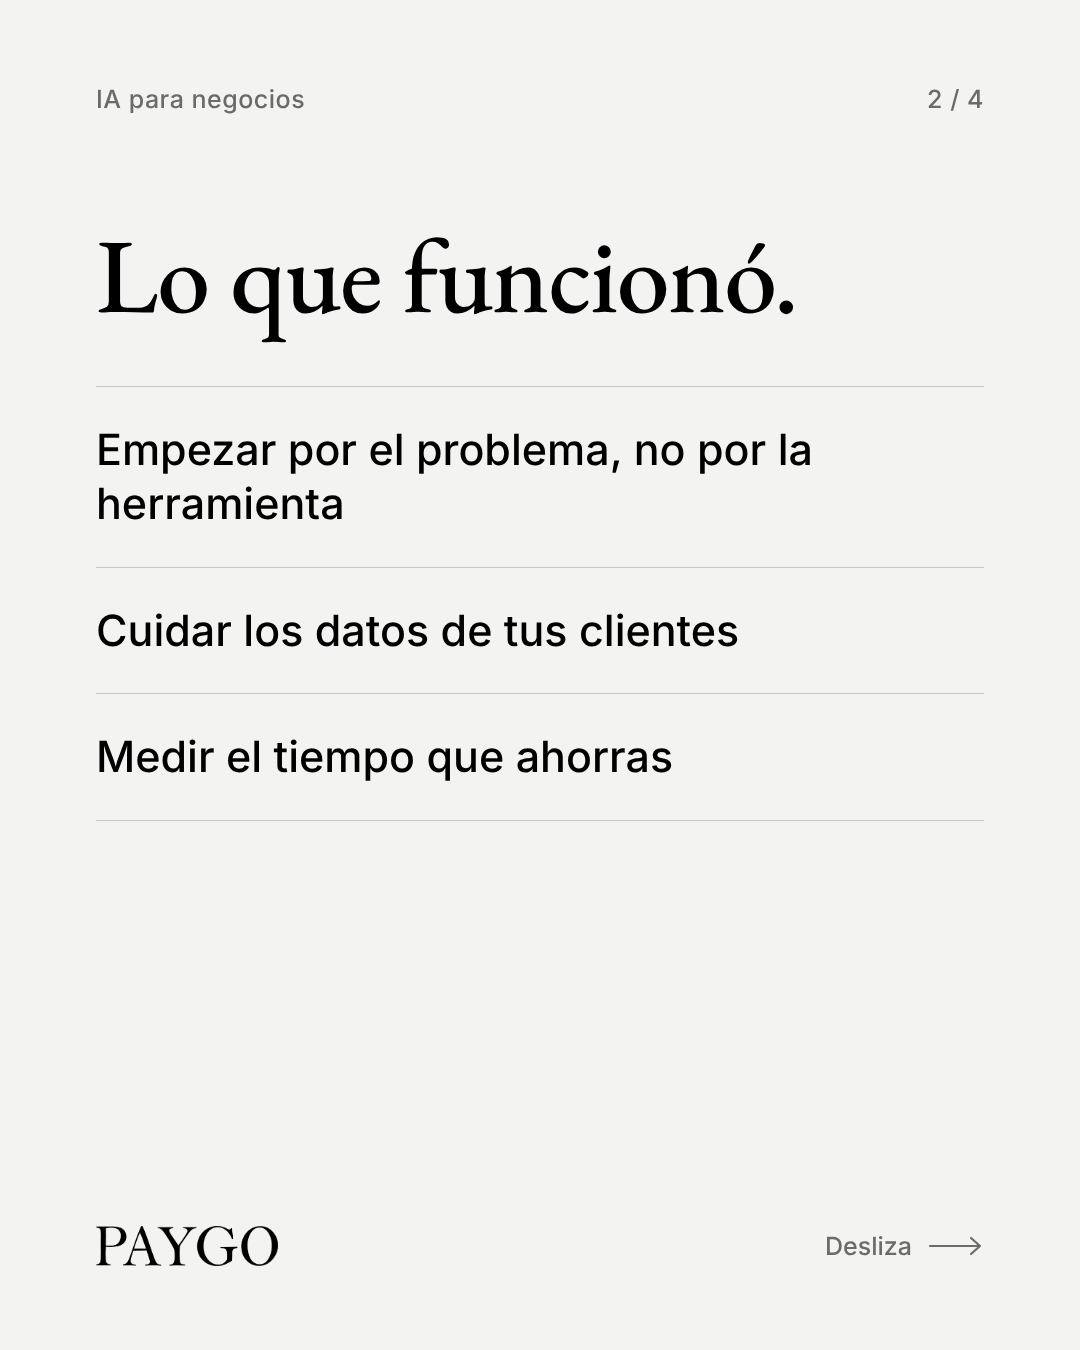 IA para negocios
2 / 4
Lo que funcionó.
Empezar por el problema, no por la
herramienta
Cuidar los datos de tus clientes
Medir el tiempo que ahorras
PAYGO
Desliza